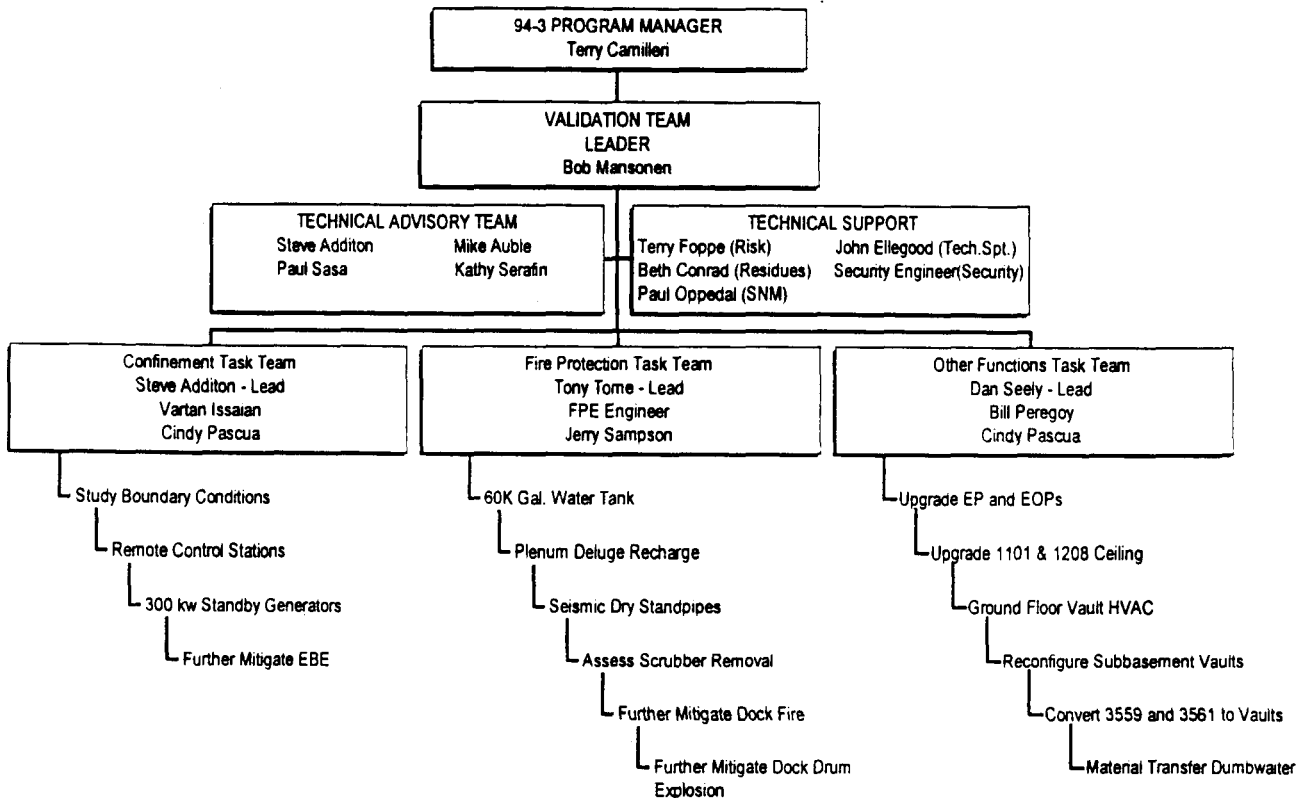 94-3 PROGRAM MANAGER
Terry Camilleri
VALIDATION TEAM
LEADER
Bob Mansonen
TECHNICAL ADVISORY TEAM
Steve Additon Mike Auble
Paul Sasa Kathy Serafin
TECHNICAL SUPPORT
Terry Foppe (Risk) John Ellegood (Tech.Spt.)
Beth Conrad (Residues) Security Engineer(Security)
Paul Oppedal (SNM)
Confinement Task Team
Steve Additon - Lead
Vartan Issaian
Cindy Pascua
Study Boundary Conditions
Remote Control Stations
300 kw Standby Generators
Further Mitigate EBE
Fire Protection Task Team
Tony Tome - Lead
FPE Engineer
Jerry Sampson
60K Gal. Water Tank
Plenum Deluge Recharge
Seismic Dry Standpipes
Assess Scrubber Removal
Further Mitigate Dock Fire
Further Mitigate Dock Drum
Explosion
Other Functions Task Team
Dan Seely - Lead
Bill Peregoy
Cindy Pascua
Upgrade EP and EOPs
Upgrade 1101 & 1208 Ceiling
Ground Floor Vault HVAC
Reconfigure Subbasement Vaults
Convert 3559 and 3561 to Vaults
Material Transfer Dumbwaiter